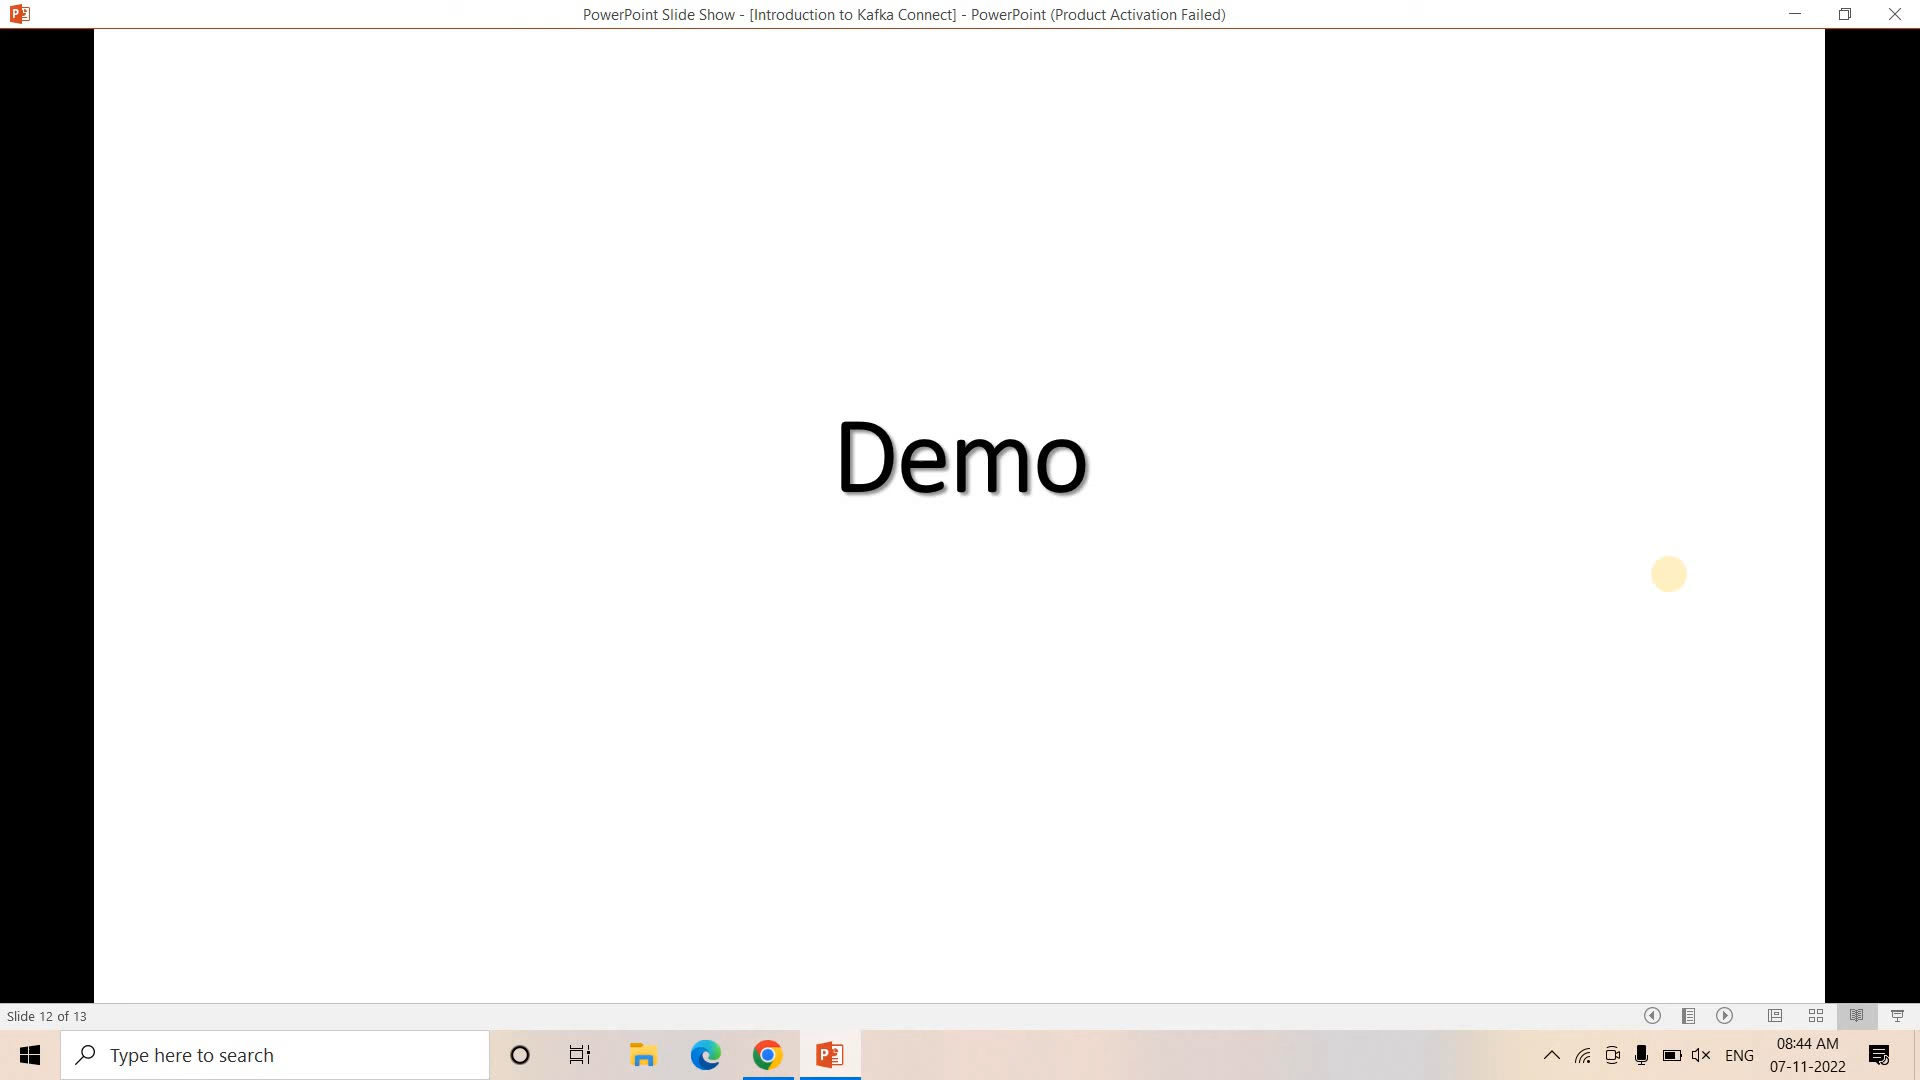 PowerPoint Slide Show - [Introduction to Kafka Connect] - PowerPoint (Product Activation Failed)
Demo
Slide 12 of 13
Type here to search
ENG
08:44 AM
07-11-2022